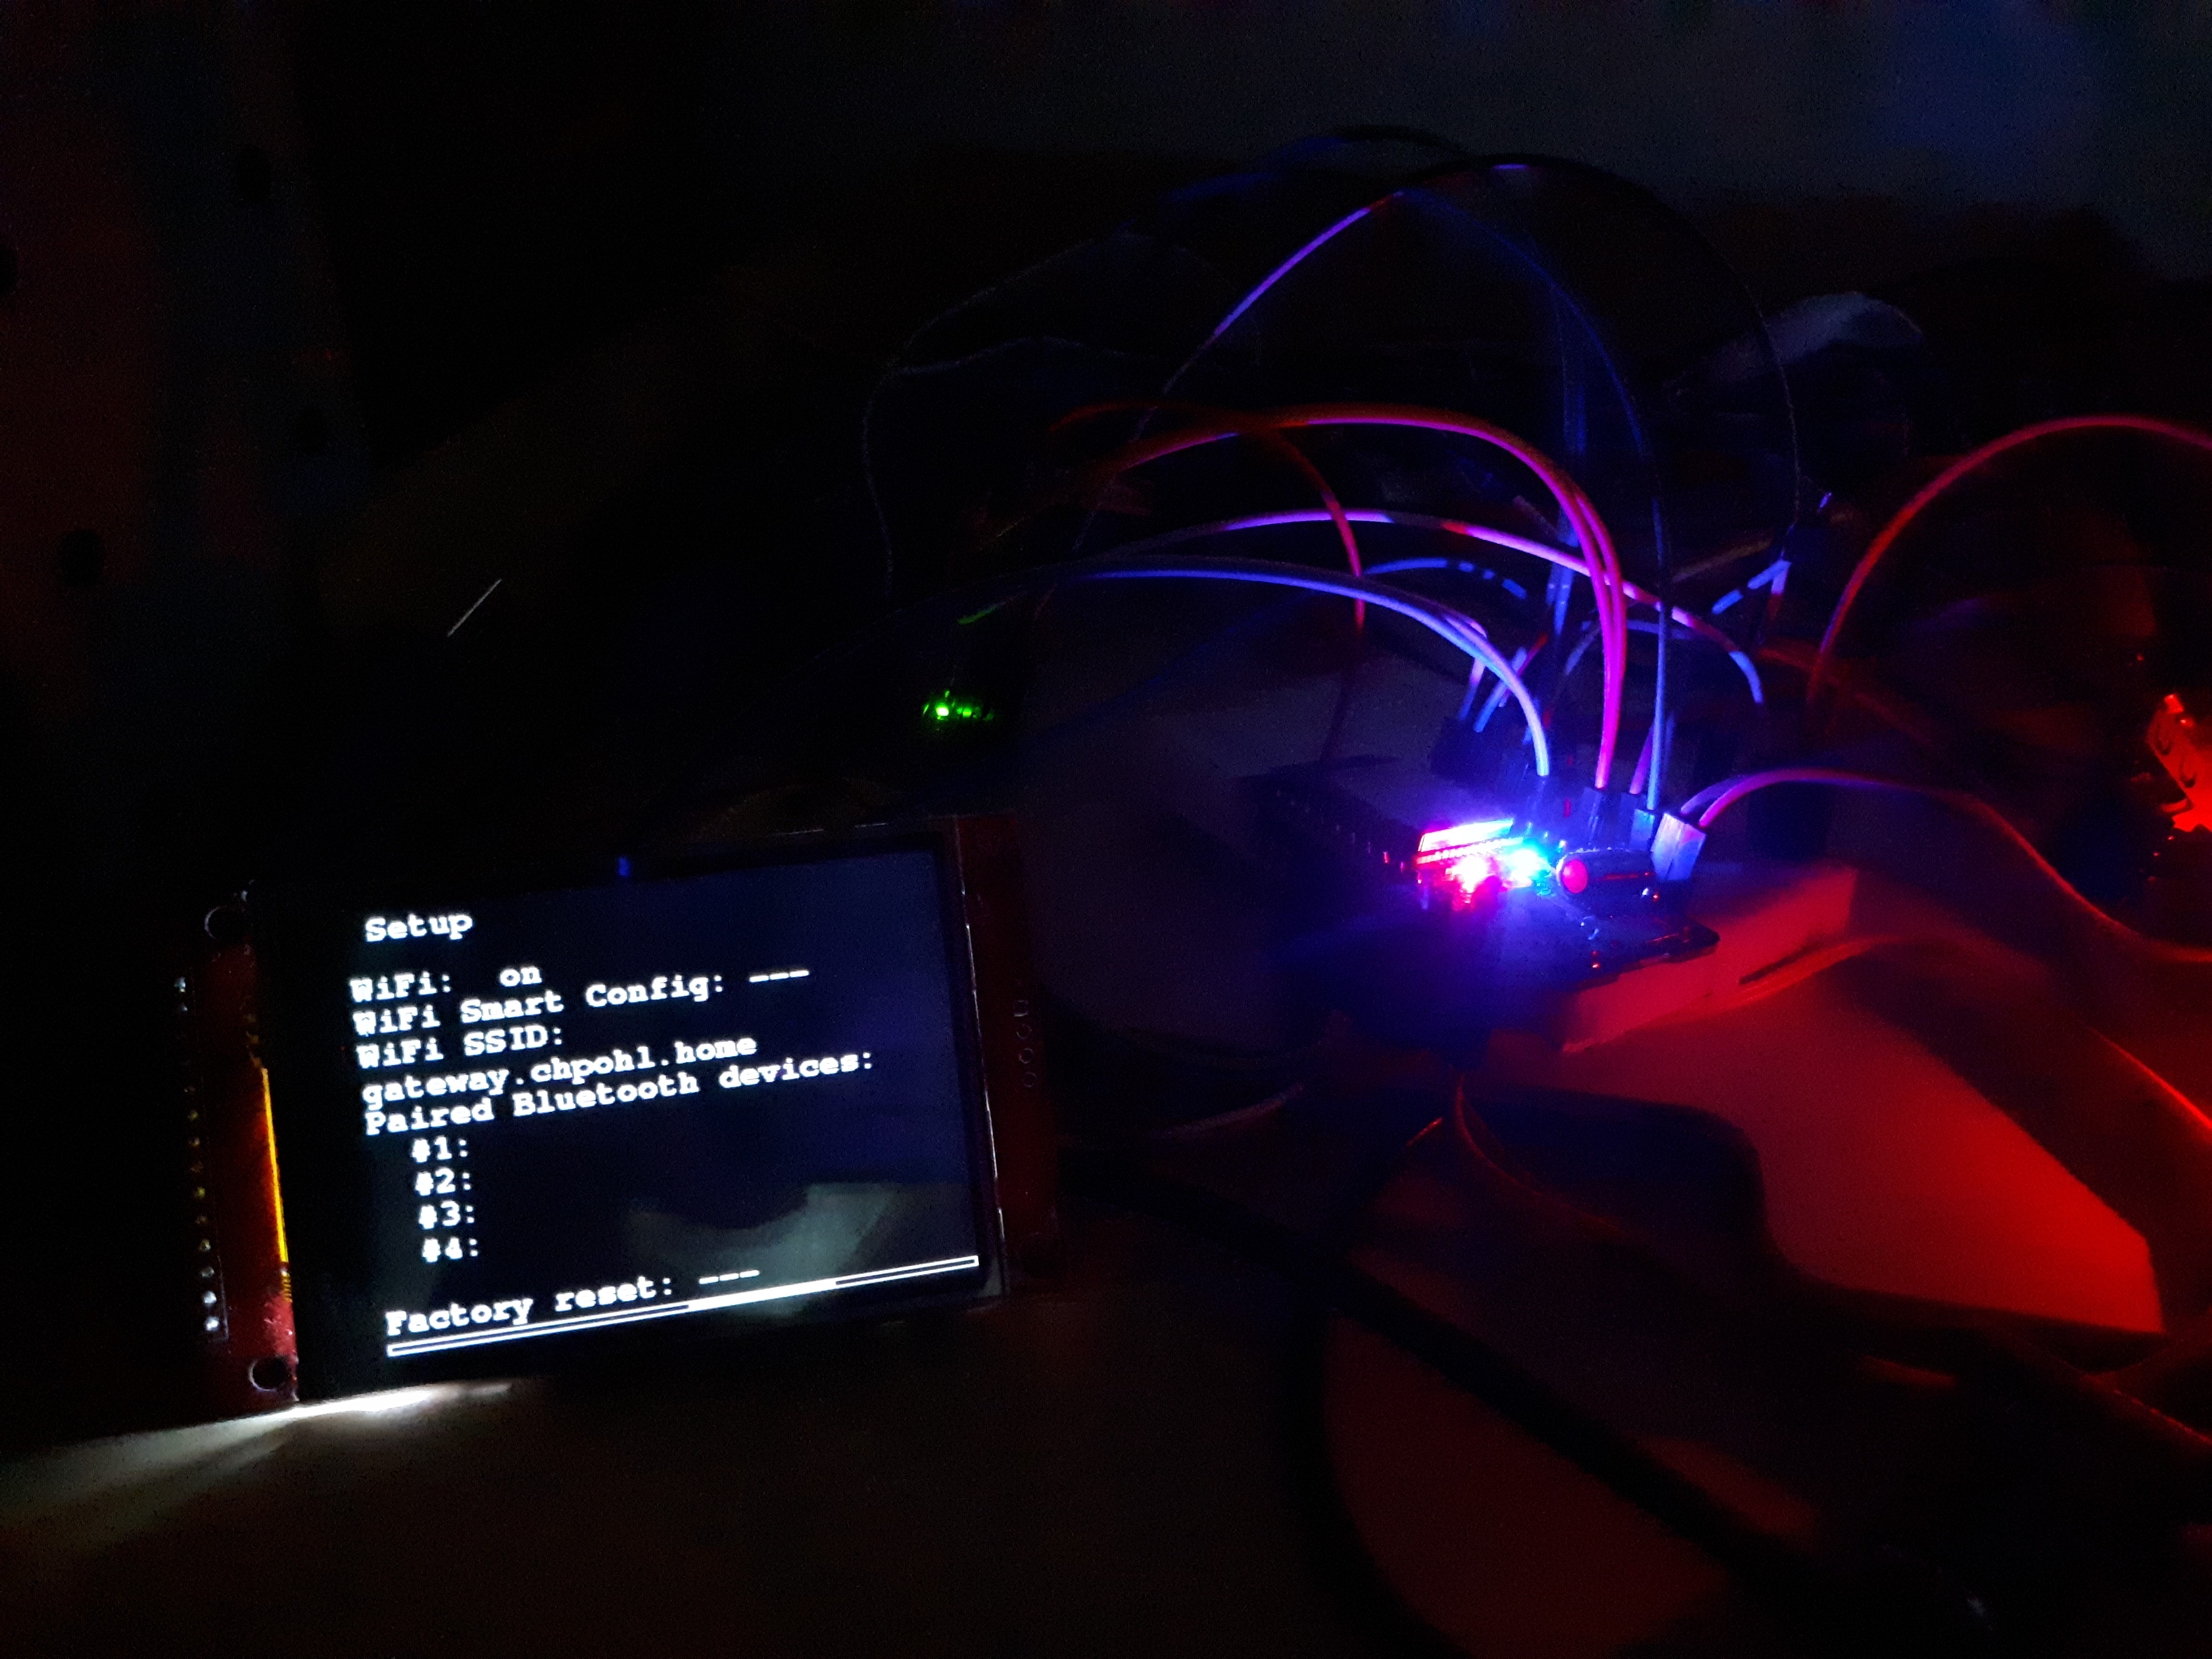 Setup
WiFi: on
WiFi Smart Config: ---
WiFi SSID:
gateway.chpohl.home
Paired Bluetooth devices:
#1:
#2:
#3:
#4:
Factory reset: ---